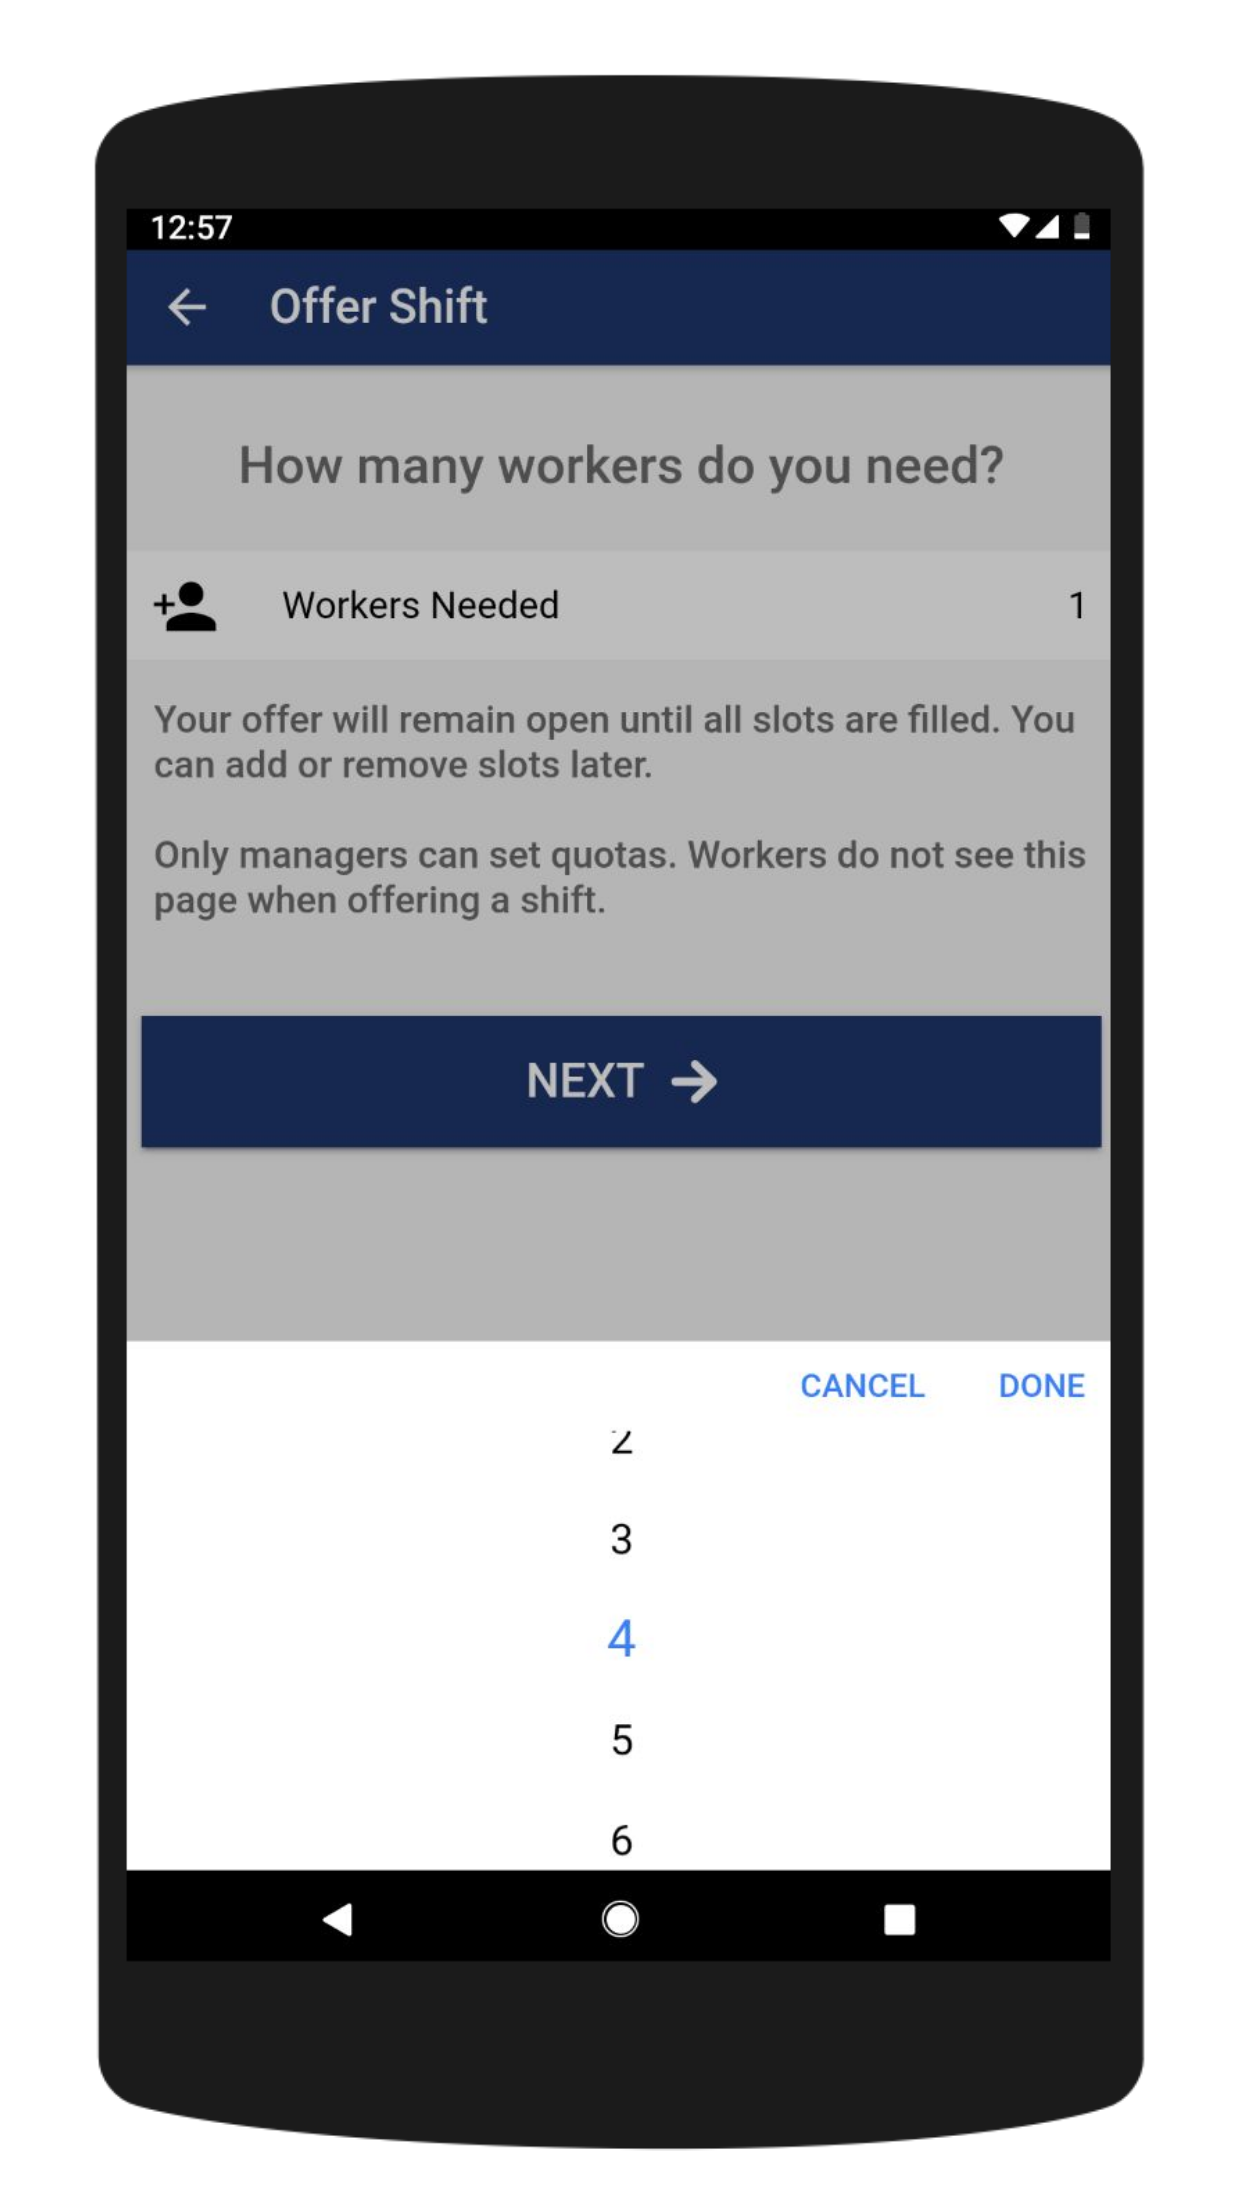 12:57
Offer Shift
How many workers do you need?
Workers Needed 1
Your offer will remain open until all slots are filled. You
can add or remove slots later.
Only managers can set quotas. Workers do not see this
page when offering a shift.
NEXT
CANCEL DONE
2
3
4
5
6